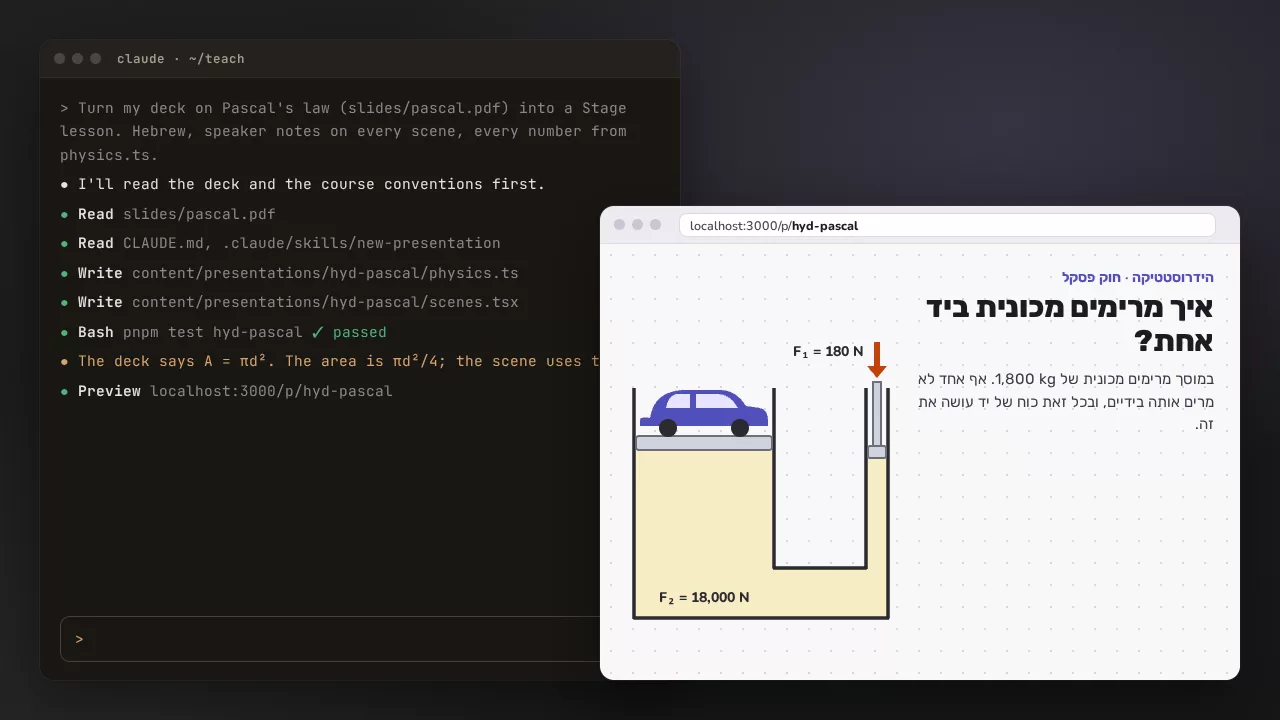 claude · ~/teach
> Turn my deck on Pascal's law (slides/pascal.pdf) into a Stage
lesson. Hebrew, speaker notes on every scene, every number from
physics.ts.
• I'll read the deck and the course conventions first.
• Read slides/pascal.pdf
• Read CLAUDE.md, .claude/skills/new-presentation
• Write content/presentations/hyd-pascal/physics.ts
• Write content/presentations/hyd-pascal/scenes.tsx
• Bash pnpm test hyd-pascal ✓ passed
• The deck says A = πd². The area is πd²/4; the scene uses t
• Preview localhost:3000/p/hyd-pascal
>
localhost:3000/p/hyd-pascal
הידרוסטטיקה · חוק פסקל
איך מרימים מכונית ביד
אחת?
במוסך מרימים מכונית של 1,800 kg. אף אחד לא
מרים אותה בידיים, ובכל זאת כוח של יד עושה את
זה.
F₁ = 180 N
F₂ = 18,000 N